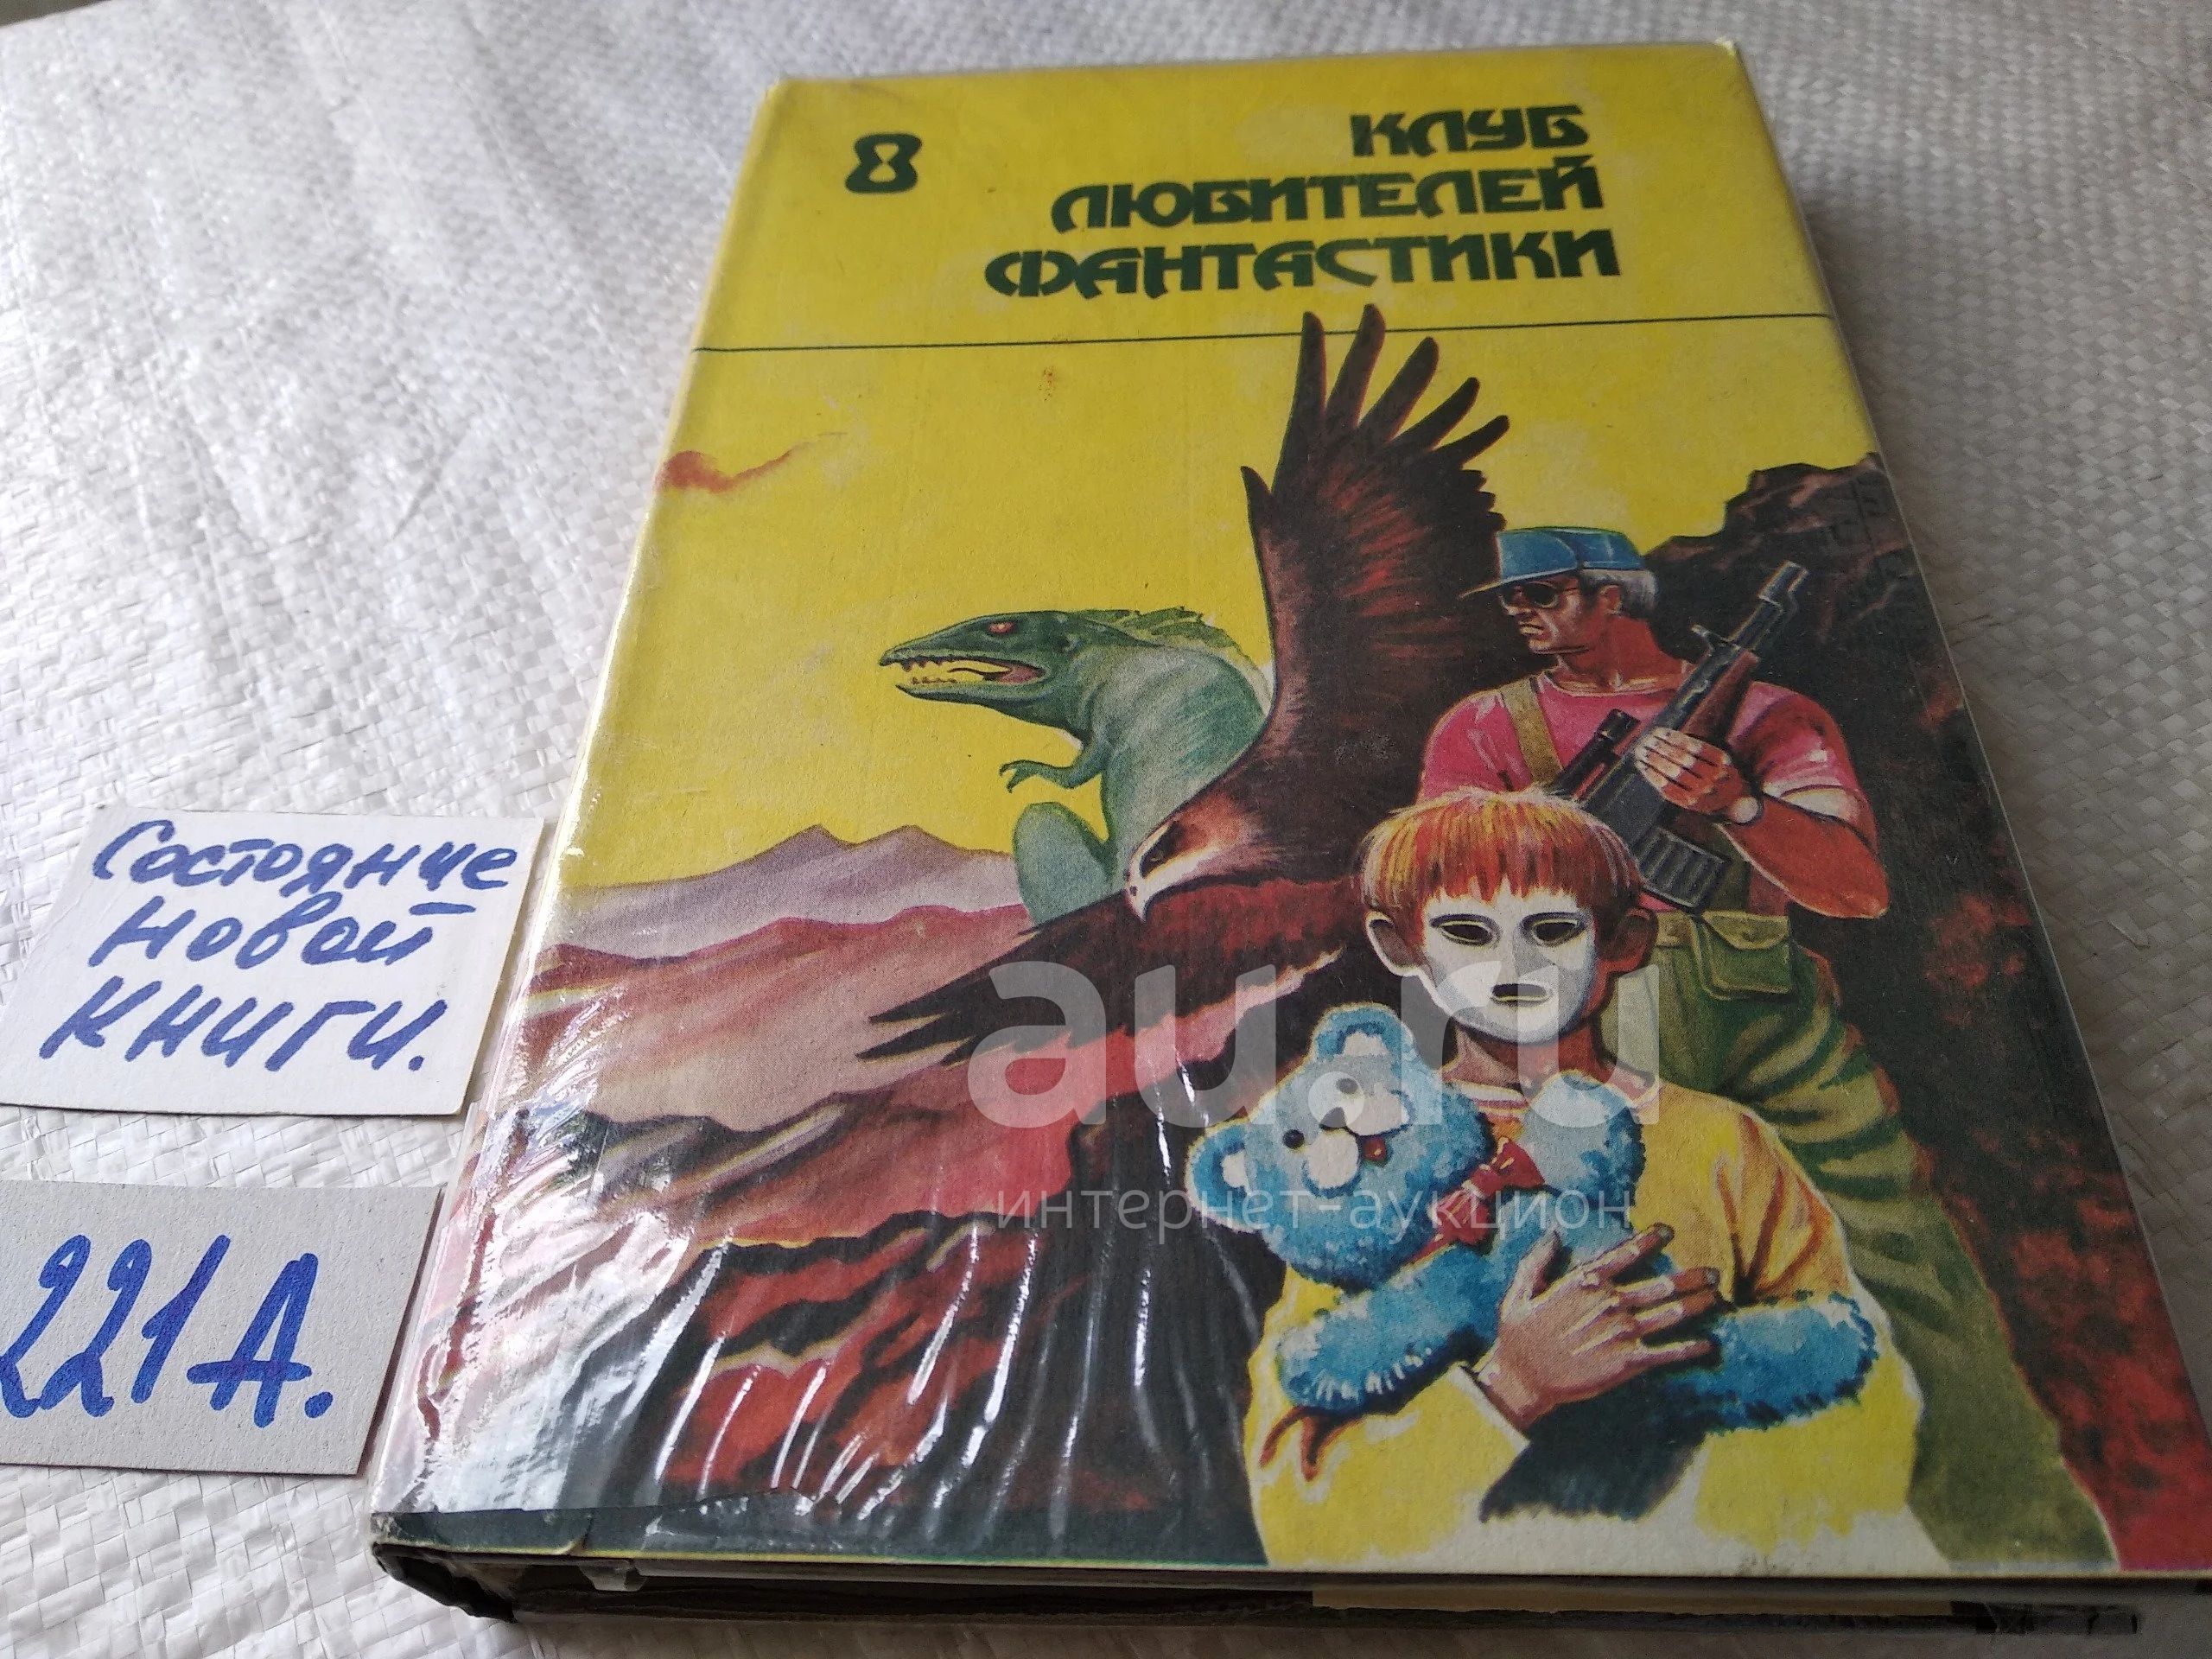 8
КЛУБ
ЛЮБИТЕЛЕЙ
ФАНТАСТИКИ
Состояние
новой
книги.
221А.
au.ru
интернет-аукцион